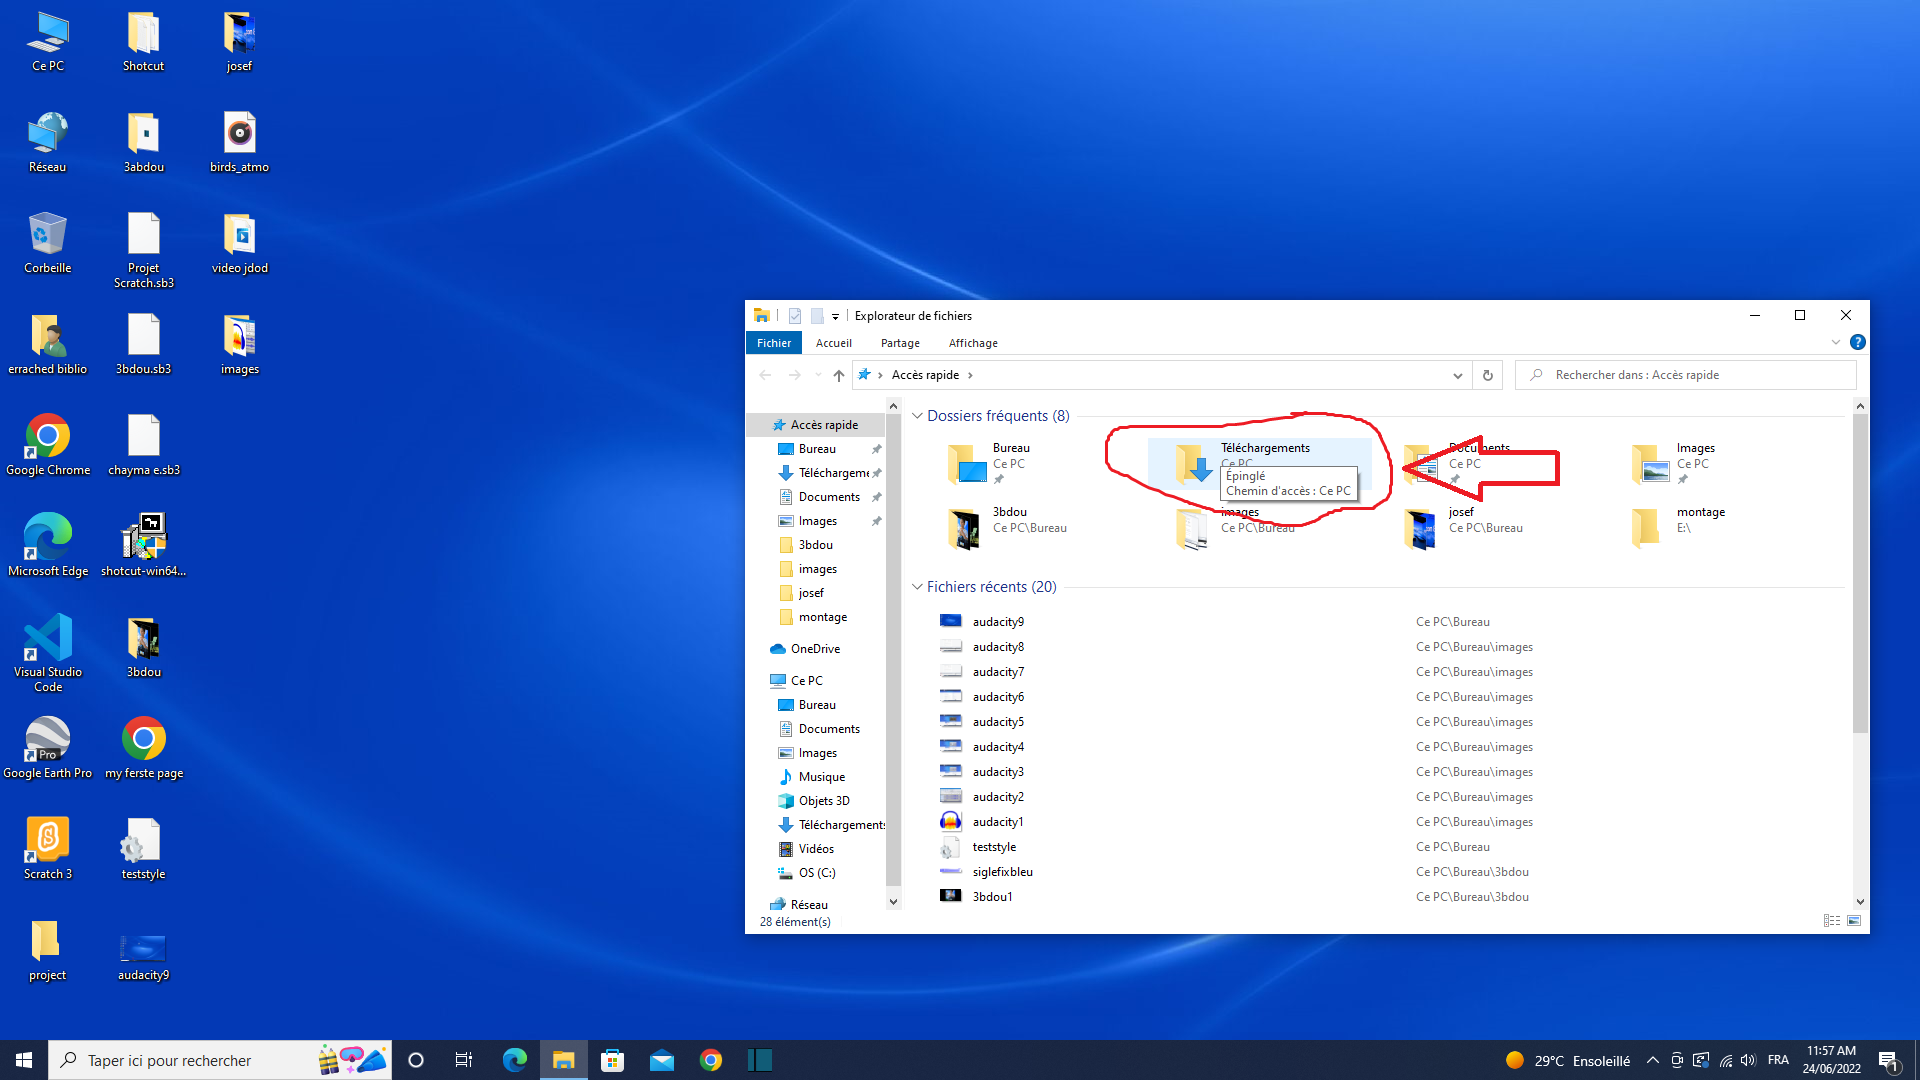 Ce PC
Shotcut
josef
Réseau
3abdou
birds_atmo
Corbeille
Projet
Scratch.sb3
video jdod
errached biblio
3bdou.sb3
images
Google Chrome
chayma e.sb3
Microsoft Edge
shotcut-win64...
Visual Studio
Code
3bdou
Pro
Google Earth Pro
my ferste page
Scratch 3
teststyle
project
audacity9
Explorateur de fichiers
Fichier
Accueil
Partage
Affichage
Accès rapide
Rechercher dans : Accès rapide
Accès rapide
Bureau
Téléchargeme
Documents
Images
3bdou
images
josef
montage
OneDrive
Ce PC
Bureau
Documents
Images
Musique
Objets 3D
Téléchargements
Vidéos
OS (C:)
Réseau
28 élément(s)
Dossiers fréquents (8)
Bureau
Ce PC
Téléchargements
Ce PC
Épinglé
Chemin d'accès : Ce PC
Documents
Ce PC
Images
Ce PC
3bdou
Ce PC\Bureau
images
Ce PC\Bureau
josef
Ce PC\Bureau
montage
E:\
Fichiers récents (20)
audacity9 Ce PC\Bureau
audacity8 Ce PC\Bureau\images
audacity7 Ce PC\Bureau\images
audacity6 Ce PC\Bureau\images
audacity5 Ce PC\Bureau\images
audacity4 Ce PC\Bureau\images
audacity3 Ce PC\Bureau\images
audacity2 Ce PC\Bureau\images
audacity1 Ce PC\Bureau\images
teststyle Ce PC\Bureau
siglefixbleu Ce PC\Bureau\3bdou
3bdou1 Ce PC\Bureau\3bdou
Taper ici pour rechercher
29°C Ensoleillé
FRA
11:57 AM
24/06/2022
1